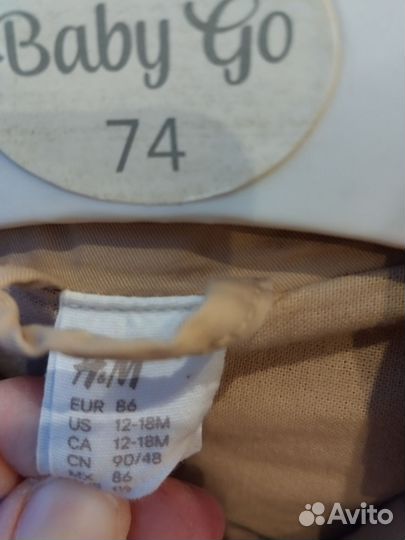 Baby Go
74
H&M
EUR 86
US 12-18M
CA 12-18M
CN 90/48
MX 86
Avito